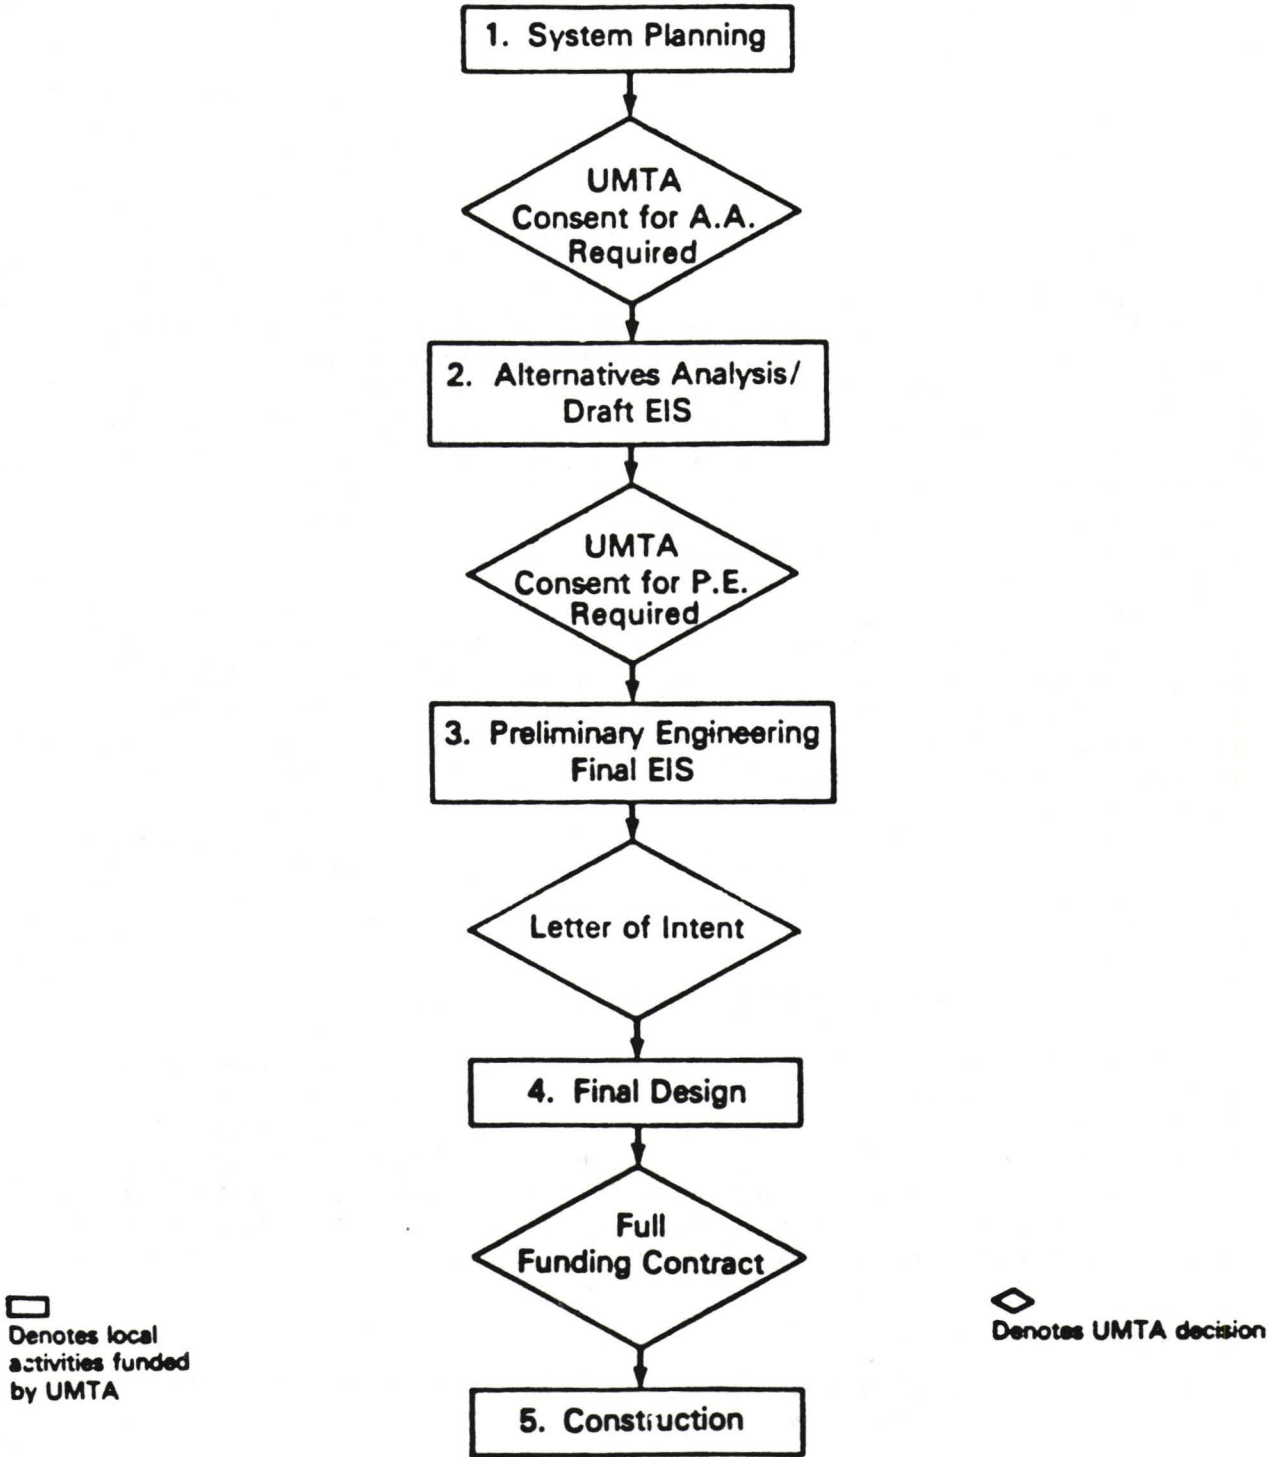 1. System Planning
UMTA
Consent for A.A.
Required
2. Alternatives Analysis/
Draft EIS
UMTA
Consent for P.E.
Required
3. Preliminary Engineering
Final EIS
Letter of Intent
4. Final Design
Full
Funding Contract
5. Construction
Denotes local
activities funded
by UMTA
Denotes UMTA decision